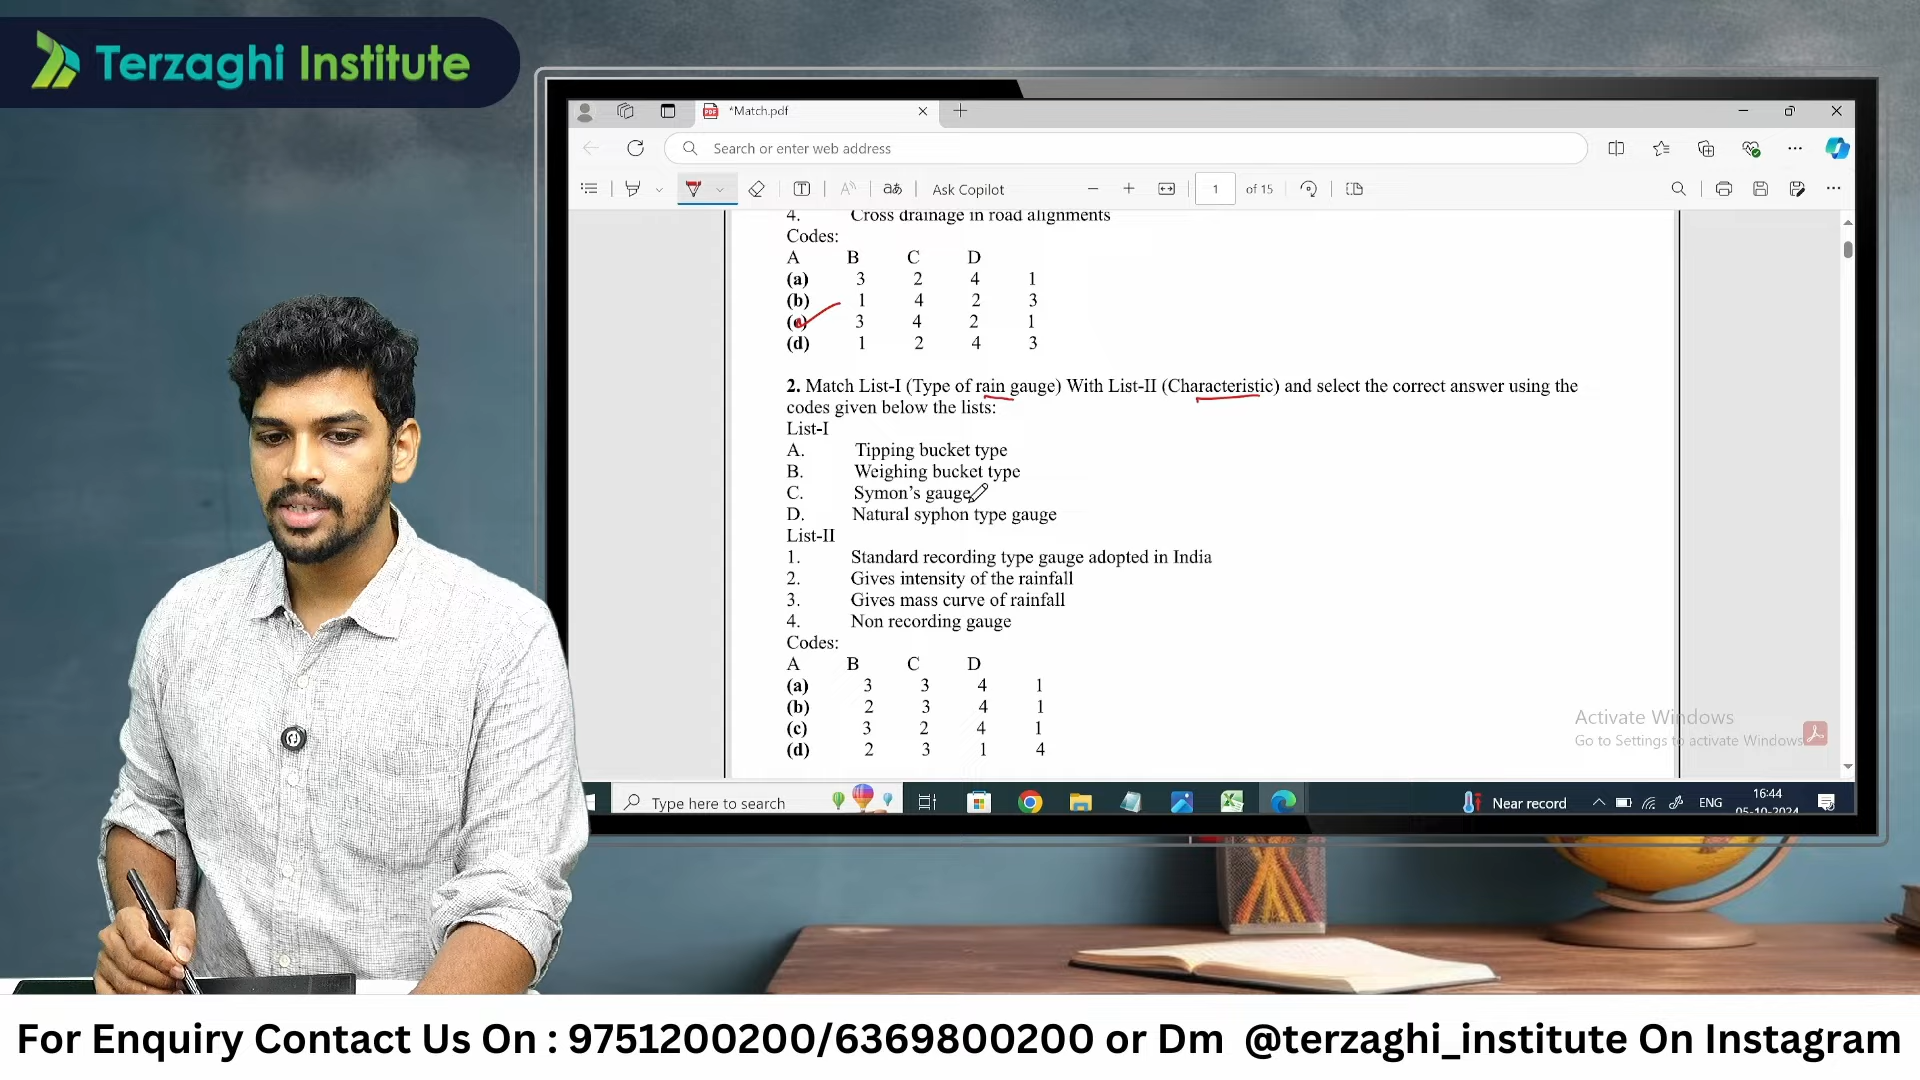 Terzaghi Institute
*Match.pdf
Search or enter web address
Ask Copilot
1 of 15
4. Cross drainage in road alignments
Codes:
A B C D
(a) 3 2 4 1
(b) 1 4 2 3
(c) 3 4 2 1
(d) 1 2 4 3
2. Match List-I (Type of rain gauge) With List-II (Characteristic) and select the correct answer using the
codes given below the lists:
List-I
A. Tipping bucket type
B. Weighing bucket type
C. Symon’s gauge
D. Natural syphon type gauge
List-II
1. Standard recording type gauge adopted in India
2. Gives intensity of the rainfall
3. Gives mass curve of rainfall
4. Non recording gauge
Codes:
A B C D
(a) 3 3 4 1
(b) 2 3 4 1
(c) 3 2 4 1
(d) 2 3 1 4
Activate Windows
Go to Settings to activate Windows
Type here to search
Near record
ENG
16:44
05-10-2024
For Enquiry Contact Us On : 9751200200/6369800200 or Dm @terzaghi_institute On Instagram